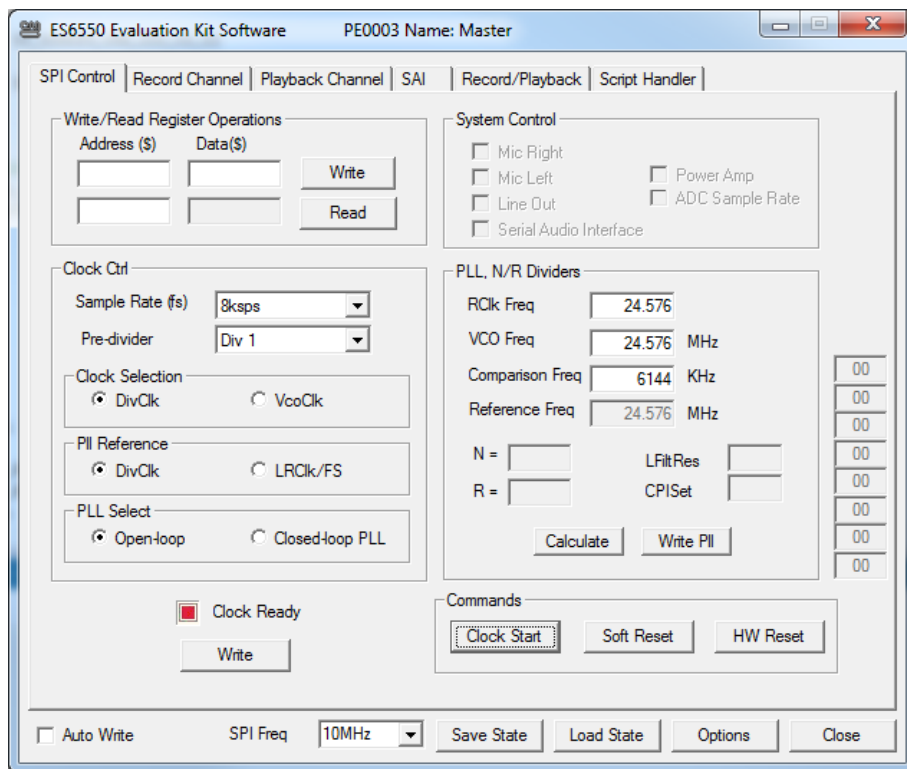 ES6550 Evaluation Kit Software PE0003 Name: Master
SPI Control Record Channel Playback Channel SAI Record/Playback Script Handler
Write/Read Register Operations
Address ($) Data($)
Write
Read
System Control
Mic Right
Mic Left
Line Out
Serial Audio Interface
Power Amp
ADC Sample Rate
Clock Ctrl
Sample Rate (fs) 8ksps
Pre-divider Div 1
Clock Selection
DivClk VcoClk
Pll Reference
DivClk LRClk/FS
PLL Select
Open-loop Closed-loop PLL
PLL, N/R Dividers
RClk Freq 24.576
VCO Freq 24.576 MHz
Comparison Freq 6144 KHz
Reference Freq 24.576 MHz
N =
R =
LFiltRes
CPISet
Calculate Write Pll
00
00
00
00
00
00
00
00
Clock Ready
Write
Commands
Clock Start Soft Reset HW Reset
Auto Write SPI Freq 10MHz Save State Load State Options Close